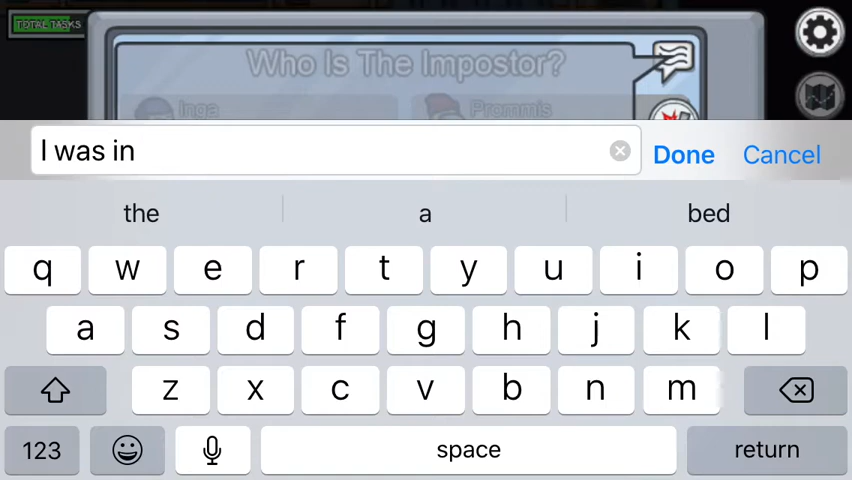 TOTAL TASKS
Who Is The Impostor?
Inga Prommis
I was in
Done Cancel
the a bed
q w e r t y u i o p
a s d f g h j k l
z x c v b n m
123 space return